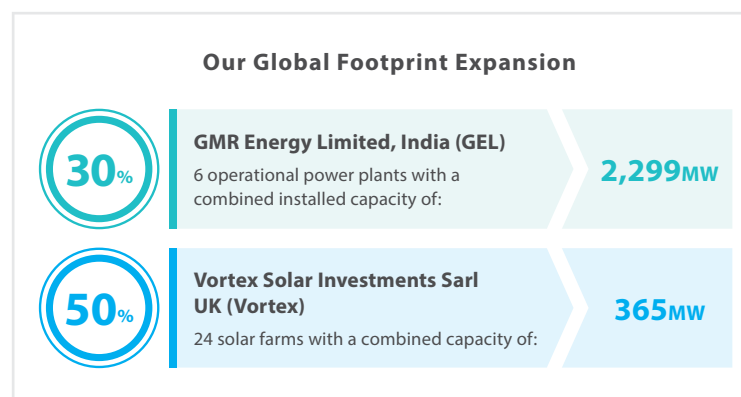 Our Global Footprint Expansion
30%
GMR Energy Limited, India (GEL)
6 operational power plants with a
combined installed capacity of:
2,299MW
50%
Vortex Solar Investments Sarl
UK (Vortex)
24 solar farms with a combined capacity of:
365MW